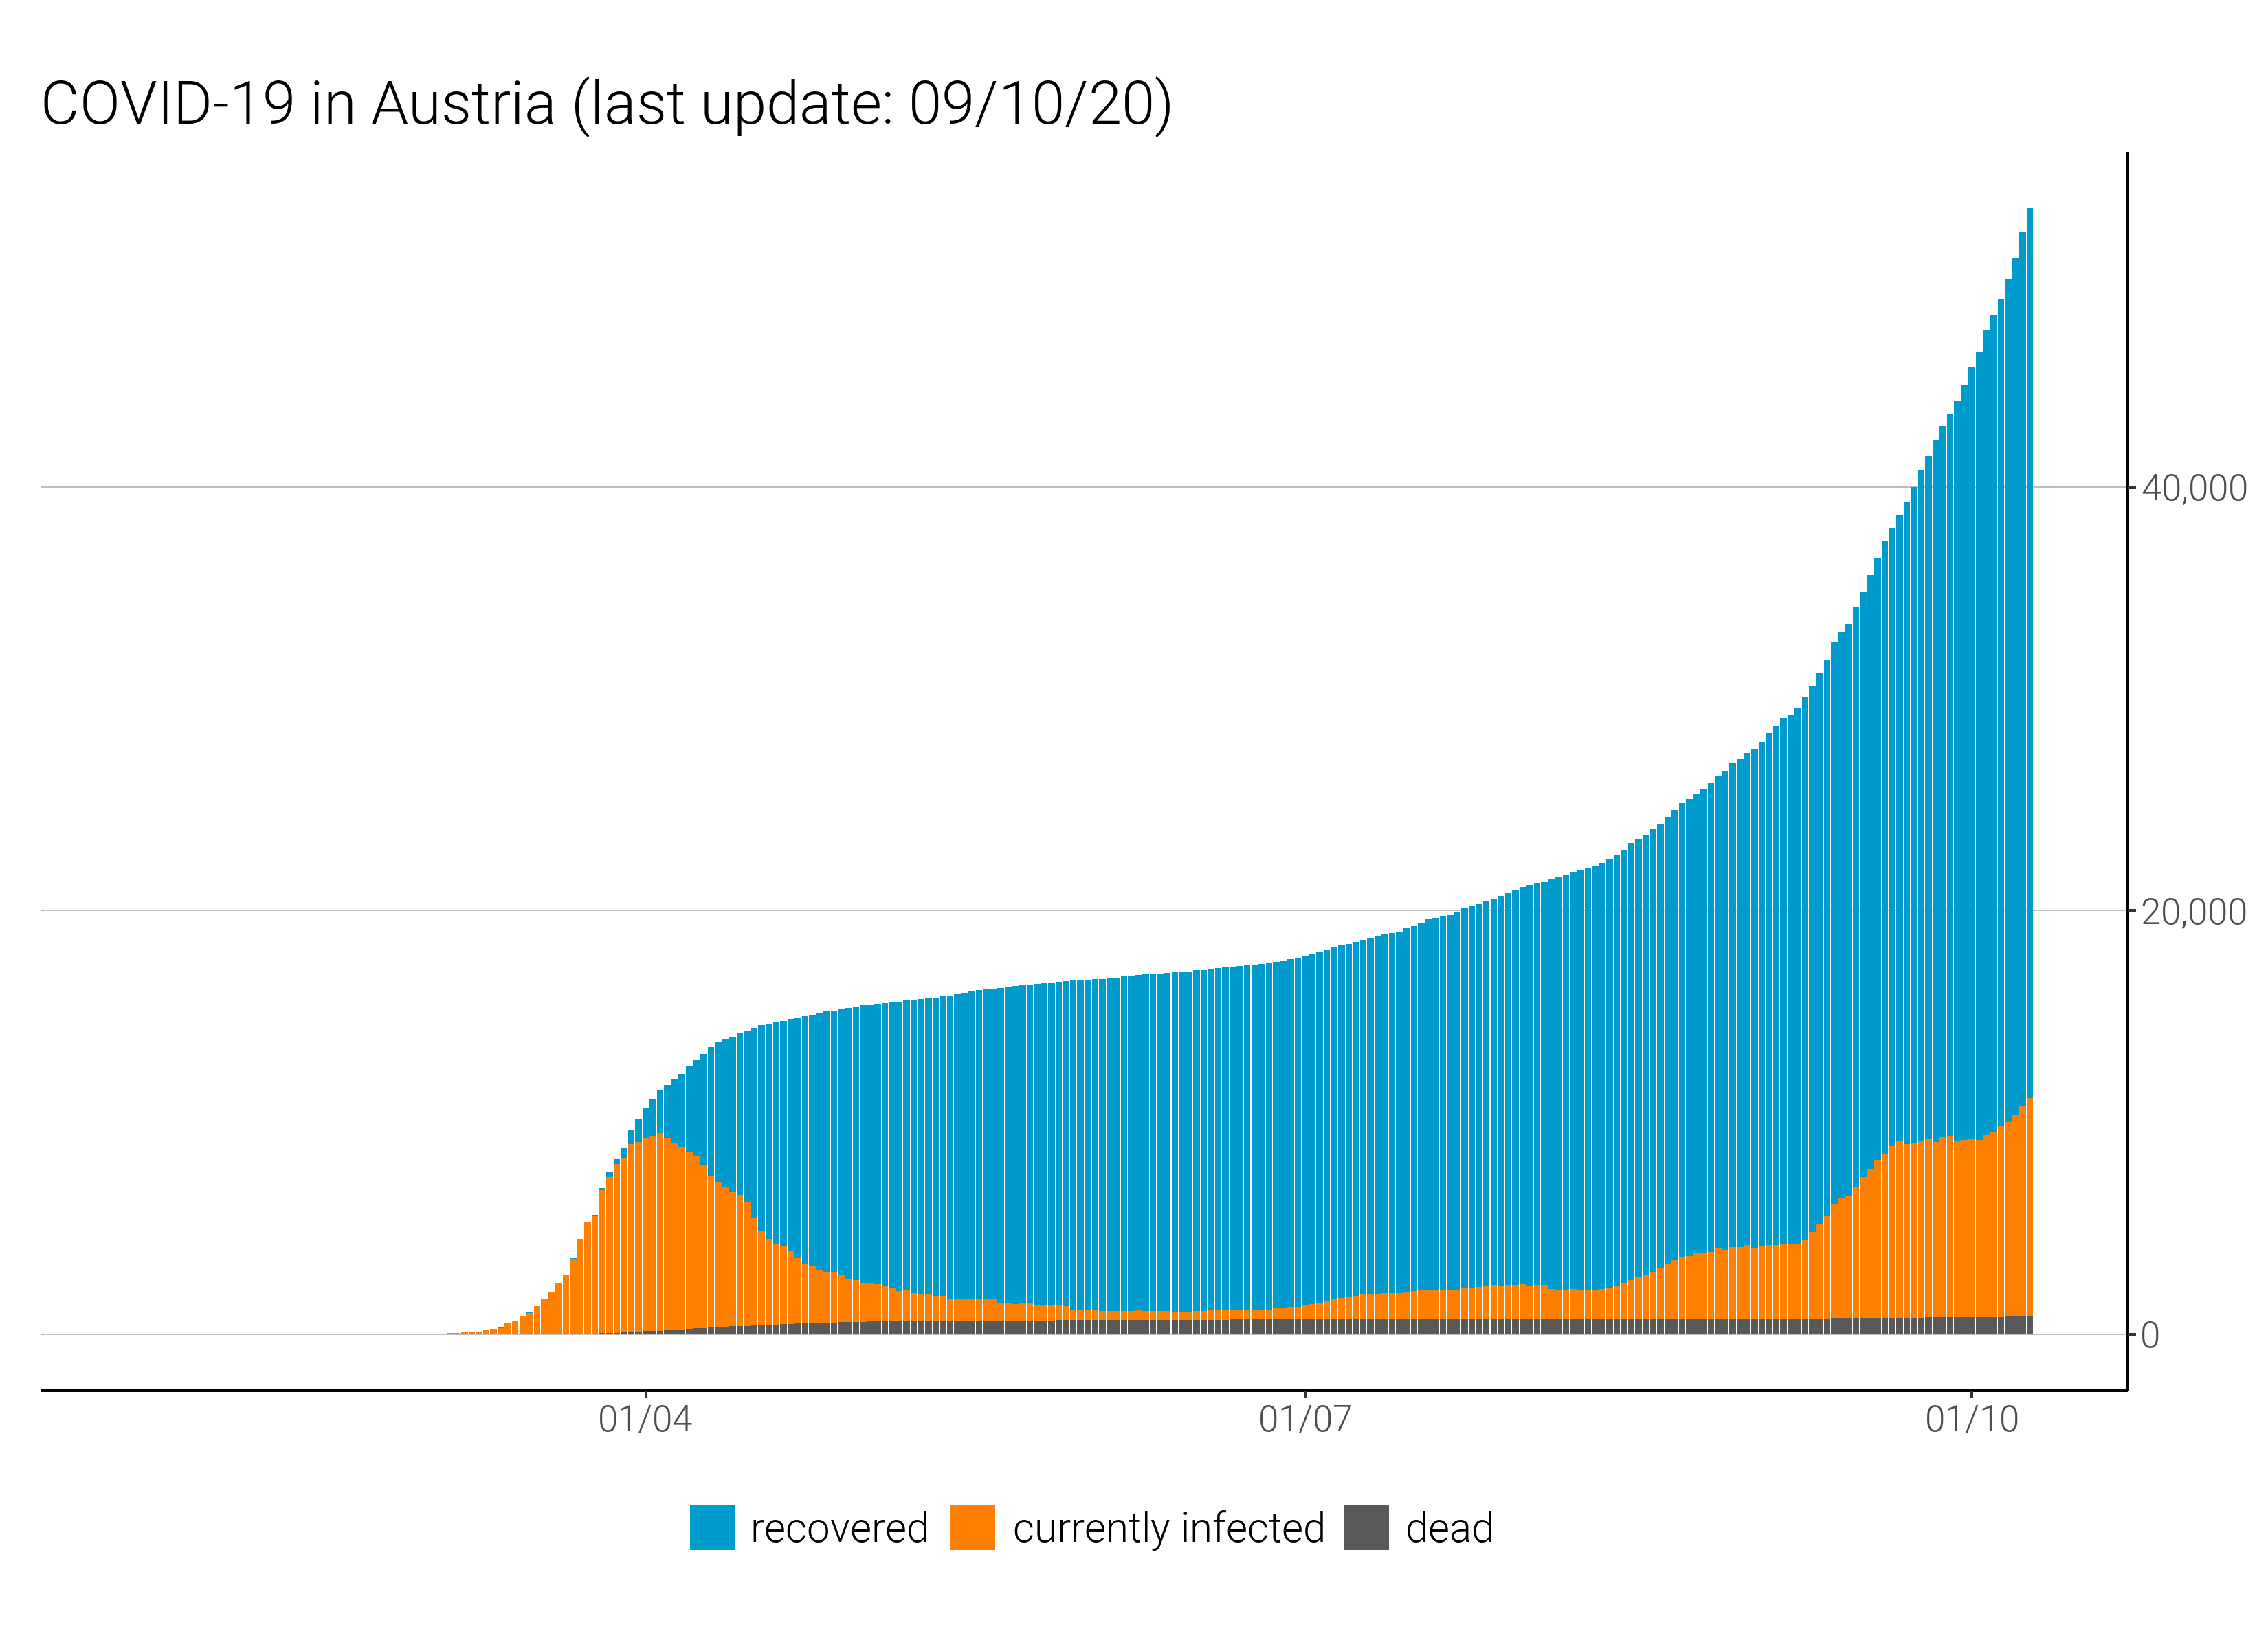 COVID-19 in Austria (last update: 09/10/20)
40,000
20,000
0
01/04 01/07 01/10
recovered currently infected dead